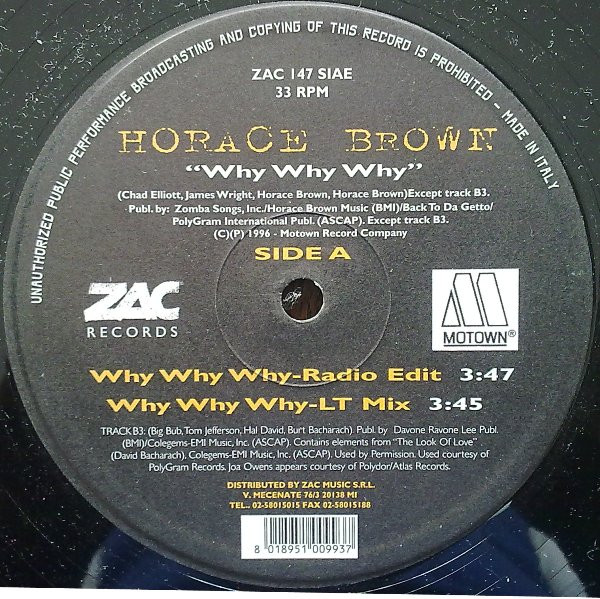 UNAUTHORIZED PUBLIC PERFORMANCE BROADCASTING AND COPYING OF THIS RECORD IS PROHIBITED - MADE IN ITALY
ZAC 147 SIAE
33 RPM
HORACE BROWN
“Why Why Why”
(Chad Elliott, James Wright, Horace Brown, Horace Brown)Except track B3.
Publ. by: Zomba Songs, Inc./Horace Brown Music (BMI)/Back To Da Getto/
PolyGram International Publ. (ASCAP). Except track B3.
(C)(P) 1996 - Motown Record Company
SIDE A
ZAC
RECORDS
M
MOTOWN®
Why Why Why-Radio Edit 3:47
Why Why Why-LT Mix 3:45
TRACK B3: (Big Bub,Tom Jefferson, Hal David, Burt Bacharach). Publ. by Davone Ravone Lee Publ.
(BMI)/Colegems-EMI Music, Inc. (ASCAP). Contains elements from “The Look Of Love”
(David Bacharach), Colegems-EMI Music, Inc. (ASCAP). Used by Permission. Used courtesy of
PolyGram Records. Joa Owens appears courtesy of Polydor/Atlas Records.
DISTRIBUTED BY ZAC MUSIC S.R.L.
V. MECENATE 76/3 20138 MI
TEL.. 02-58015015 FAX 02-58015188
8 018951 009937